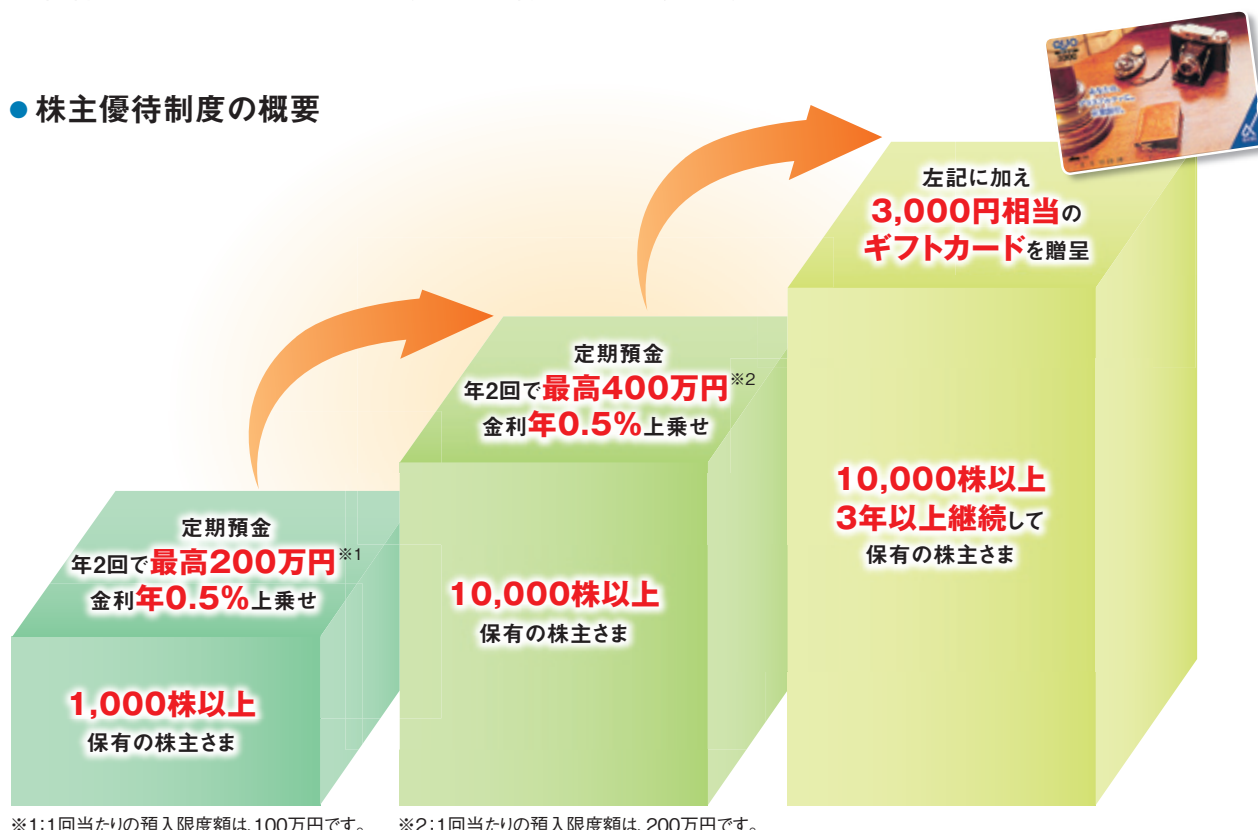 ● 株主優待制度の概要
左記に加え
3,000円相当の
ギフトカードを贈呈
定期預金
年2回で最高400万円※2
金利年0.5%上乗せ
10,000株以上
3年以上継続して
保有の株主さま
定期預金
年2回で最高200万円※1
金利年0.5%上乗せ
10,000株以上
保有の株主さま
1,000株以上
保有の株主さま
※1:1回当たりの預入限度額は、100万円です。
※2:1回当たりの預入限度額は、200万円です。
QUO